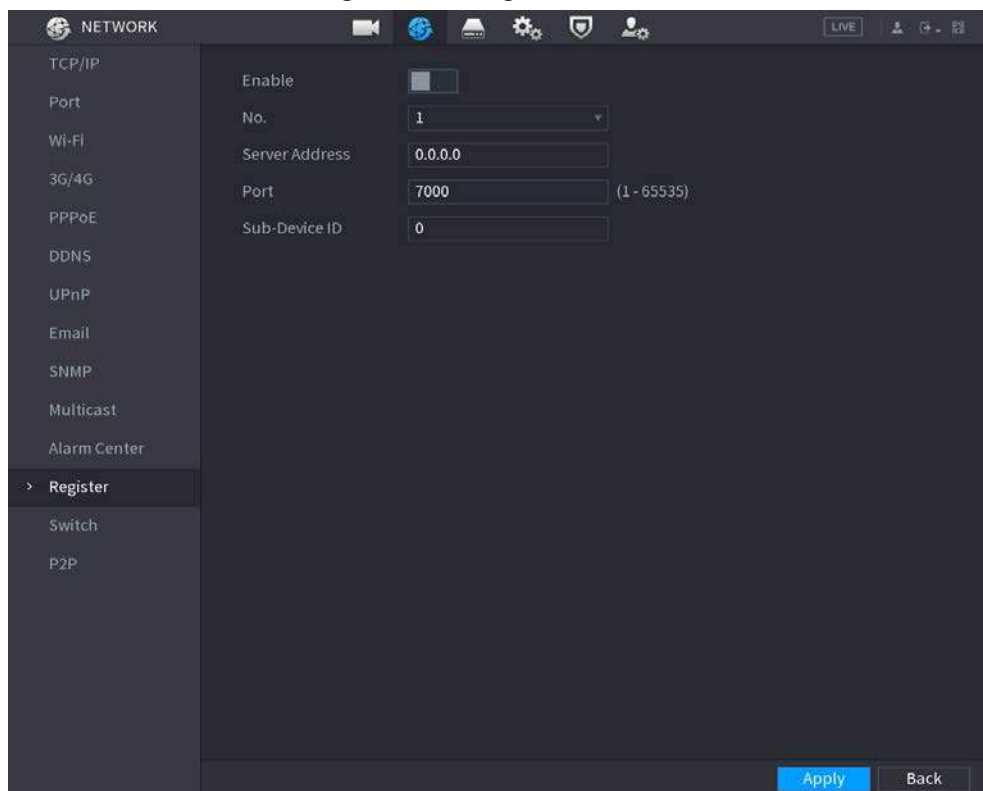 NETWORK
LIVE
TCP/IP
Port
Wi-Fi
3G/4G
PPPoE
DDNS
UPnP
Email
SNMP
Multicast
Alarm Center
> Register
Switch
P2P
Enable
No. 1
Server Address 0.0.0.0
Port 7000 (1 - 65535)
Sub-Device ID 0
Apply Back